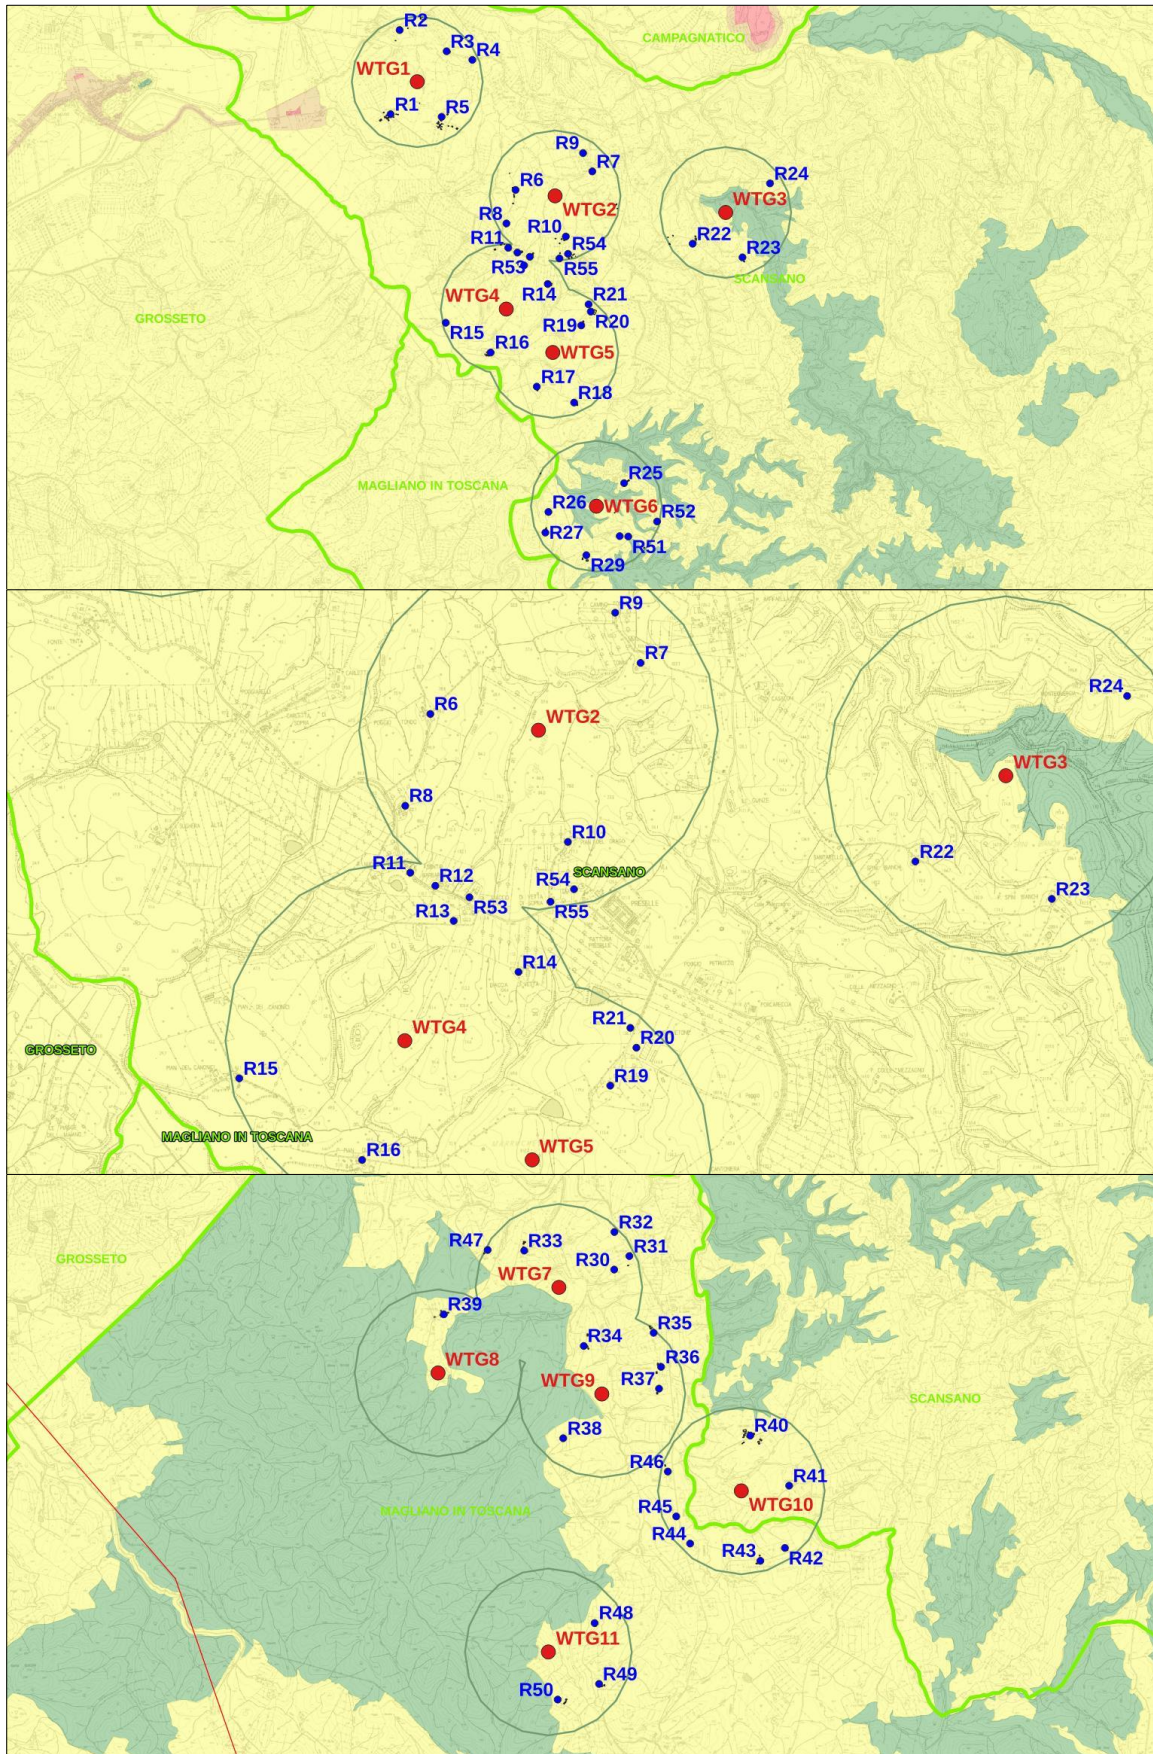 R2
CAMPAGNATICO
R3
R4
WTG1
R1
R5
R9
R7
R6
R24
WTG2
WTG3
R8
R10
R22
R11
R54
R23
R53
R55
SCANSANO
R14
R21
WTG4
GROSSETO
R19
R20
R15
R16
WTG5
R17
R18
R25
MAGLIANO IN TOSCANA
R26
WTG6
R52
R27
R51
R29
R9
R7
R24
R6
WTG2
WTG3
R8
R10
R22
R11
R12
R54
SCANSANO
R23
R53
R55
R13
R14
R21
WTG4
R20
GROSSETO
R15
R19
MAGLIANO IN TOSCANA
R16
WTG5
R32
R47
R33
R31
GROSSETO
R30
WTG7
R39
R35
R34
R36
WTG8
WTG9
R37
SCANSANO
R38
R40
R46
R41
WTG10
MAGLIANO IN TOSCANA
R45
R44
R43
R42
R48
WTG11
R49
R50